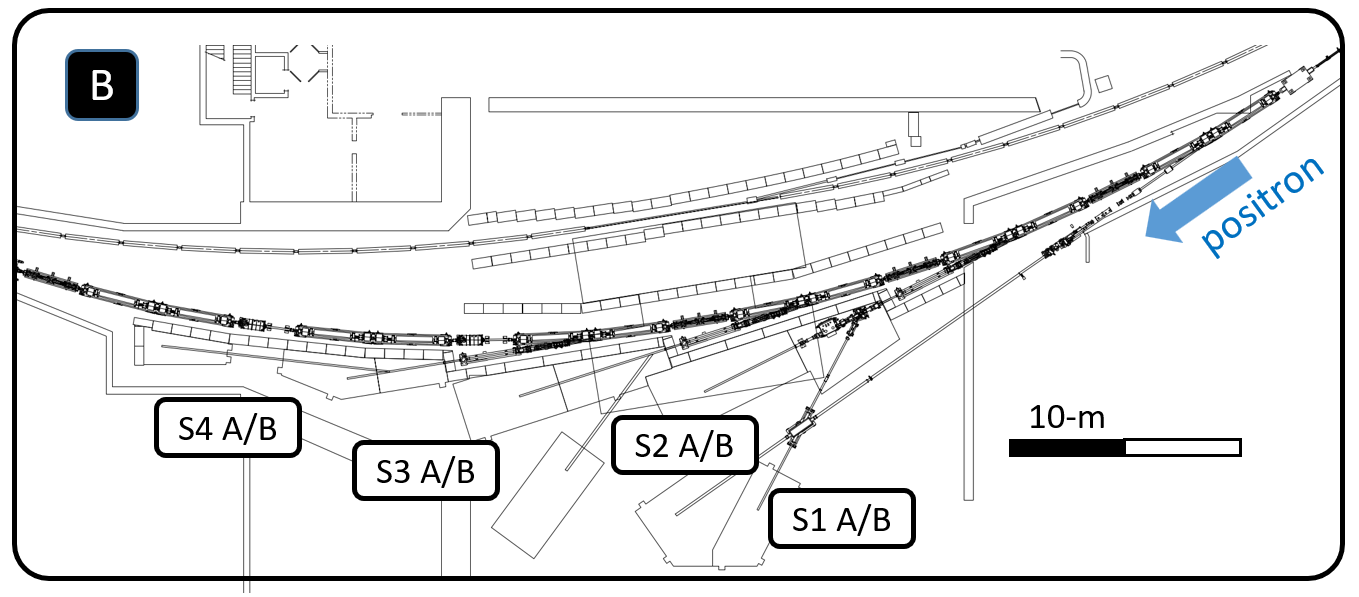 B
positron
10-m
S4 A/B
S3 A/B
S2 A/B
S1 A/B